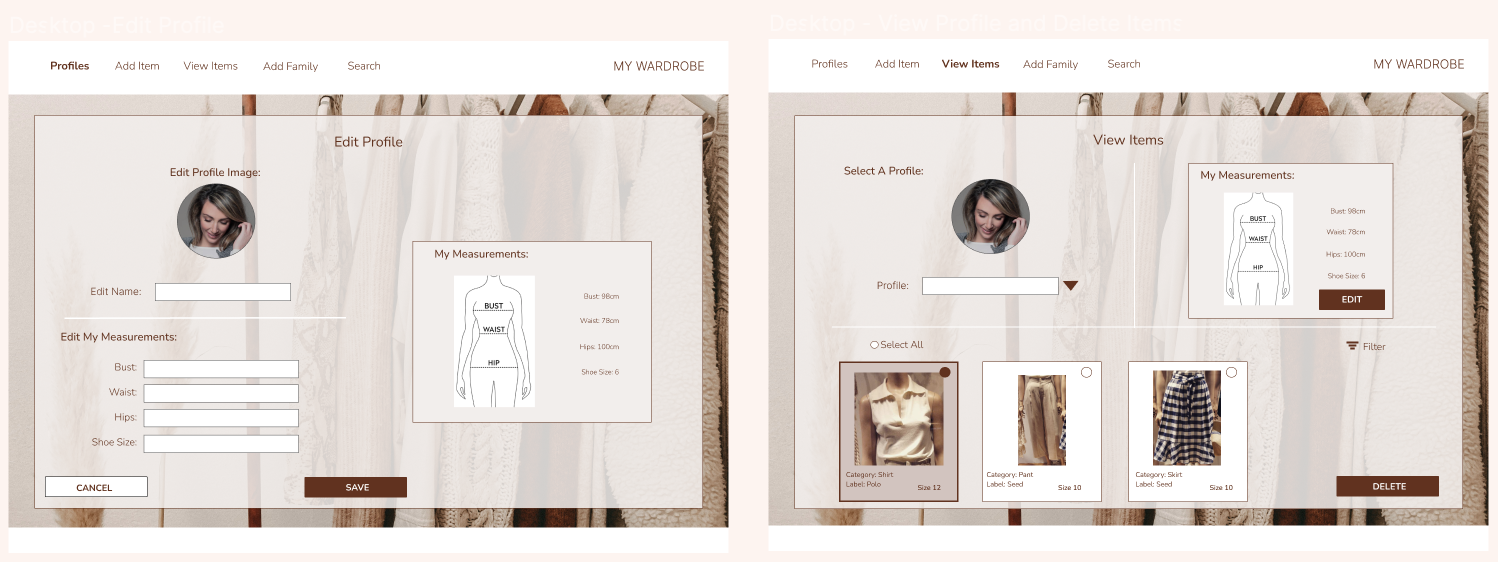 Desktop -Edit Profile
Profiles Add Item View Items Add Family Search MY WARDROBE
Edit Profile
Edit Profile Image:
Edit Name:
Edit My Measurements:
Bust:
Waist:
Hips:
Shoe Size:
CANCEL
SAVE
My Measurements:
BUST
WAIST
HIP
Bust: 98cm
Waist: 78cm
Hips: 100cm
Shoe Size: 6
Desktop - View Profile and Delete Items
Profiles Add Item View Items Add Family Search MY WARDROBE
View Items
Select A Profile:
Profile:
My Measurements:
BUST
WAIST
HIP
Bust: 98cm
Waist: 78cm
Hips: 100cm
Shoe Size: 6
EDIT
Select All
Filter
Category: Shirt
Label: Polo
Size 12
Category: Pant
Label: Seed
Size 10
Category: Skirt
Label: Seed
Size 10
DELETE